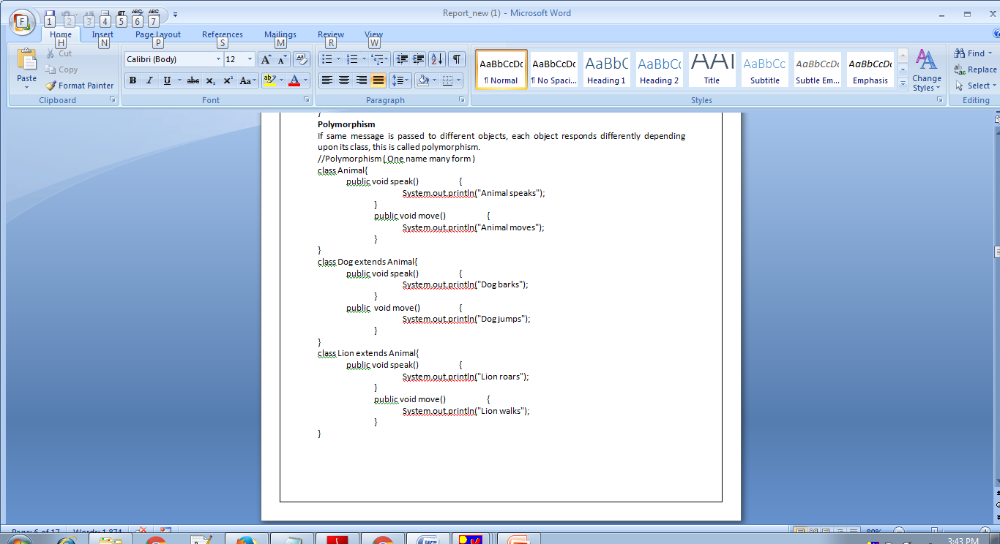 Report_new (1) - Microsoft Word
F 1 2 3 4 5 6 7
Home Insert Page Layout References Mailings Review View
H N P S M R W
Paste
Cut
Copy
Format Painter
Clipboard
Calibri (Body) 12
Font
Paragraph
AaBbCcDc AaBbCcDc AaBbC AaBbCc AAI AaBbCc AaBbCcDc AaBbCcDc
¶ Normal ¶ No Spaci... Heading 1 Heading 2 Title Subtitle Subtle Em... Emphasis
Change Styles
Styles
Find
Replace
Select
Editing
}
Polymorphism
If same message is passed to different objects, each object responds differently depending
upon its class, this is called polymorphism.
//Polymorphism ( One name many form )
class Animal{
public void speak() {
System.out.println("Animal speaks");
}
public void move() {
System.out.println("Animal moves");
}
}
class Dog extends Animal{
public void speak() {
System.out.println("Dog barks");
}
public void move() {
System.out.println("Dog jumps");
}
}
class Lion extends Animal{
public void speak() {
System.out.println("Lion roars");
}
public void move() {
System.out.println("Lion walks");
}
}
Page: 6 of 17 Words: 1,874 80%
3:43 PM